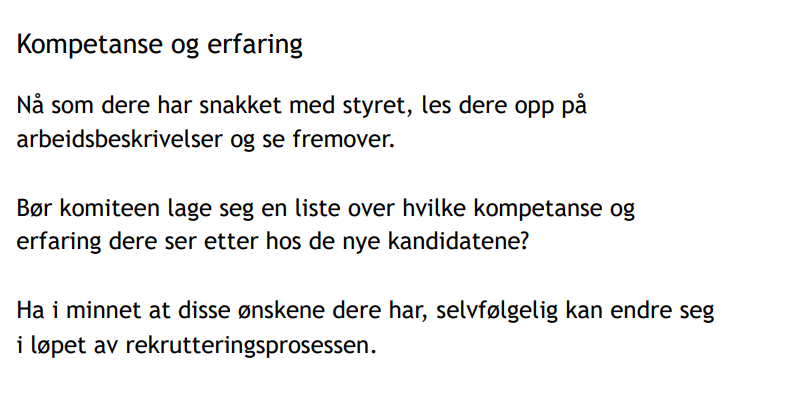 Kompetanse og erfaring
Nå som dere har snakket med styret, les dere opp på
arbeidsbeskrivelser og se fremover.
Bør komiteen lage seg en liste over hvilke kompetanse og
erfaring dere ser etter hos de nye kandidatene?
Ha i minnet at disse ønskene dere har, selvfølgelig kan endre seg
i løpet av rekrutteringsprosessen.